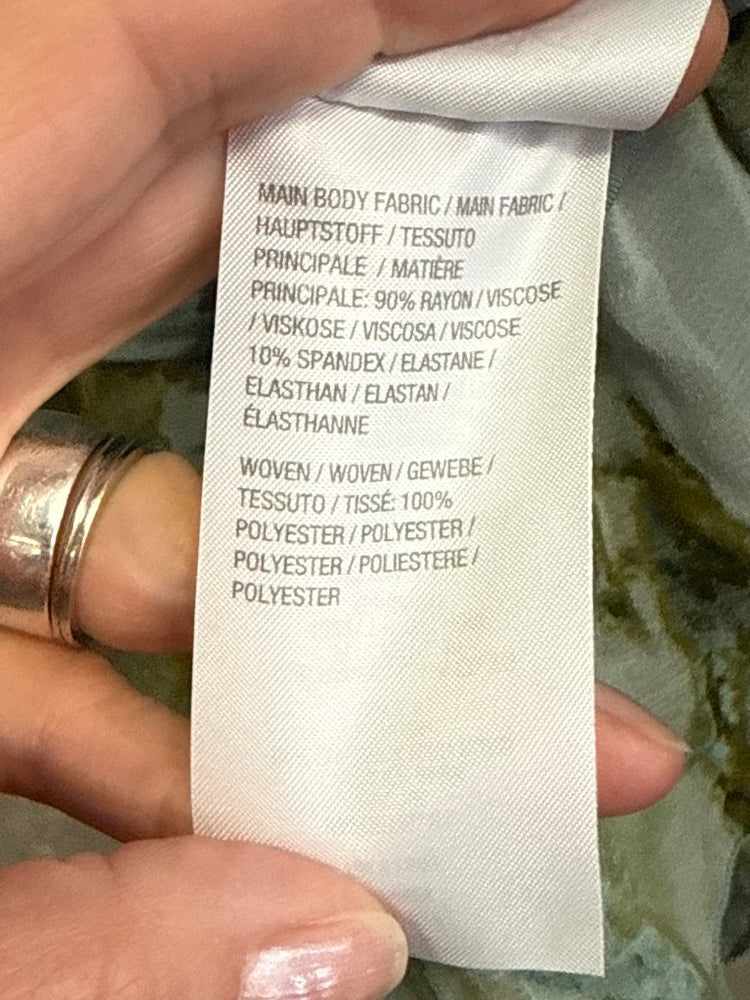 MAIN BODY FABRIC / MAIN FABRIC /
HAUPTSTOFF / TESSUTO
PRINCIPALE / MATIÈRE
PRINCIPALE: 90% RAYON / VISCOSE
/ VISKOSE / VISCOSA / VISCOSE
10% SPANDEX / ELASTANE /
ELASTHAN / ELASTAN /
ÉLASTHANNE
WOVEN / WOVEN / GEWEBE /
TESSUTO / TISSÉ: 100%
POLYESTER / POLYESTER /
POLYESTER / POLIESTERE /
POLYESTER